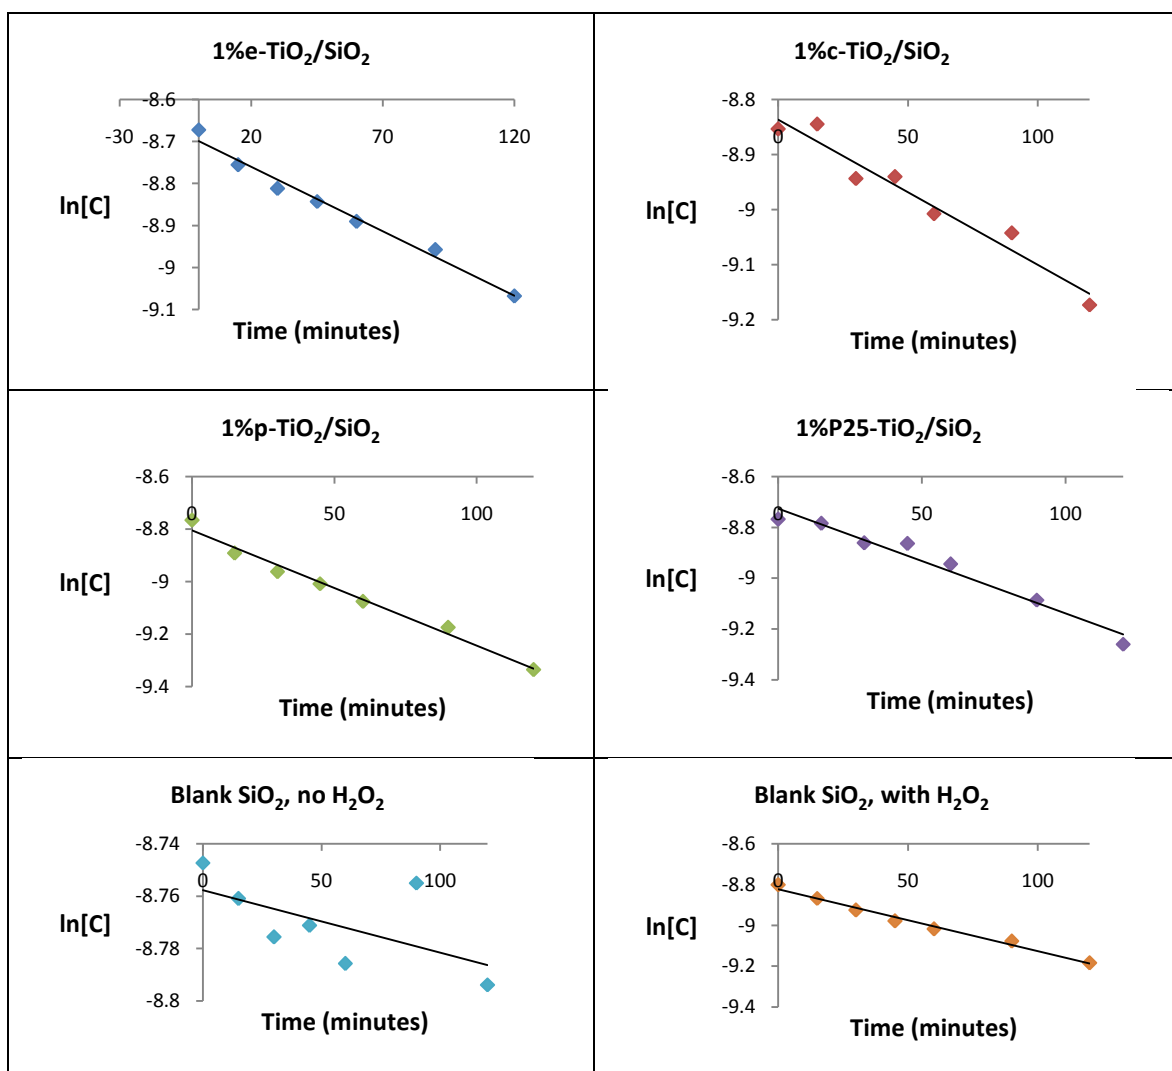 1%e-TiO₂/SiO₂
-8.6
-30
20
70
120
-8.7
-8.8
ln[C]
-8.9
-9
-9.1
Time (minutes)
1%c-TiO₂/SiO₂
-8.8
0
50
100
-8.9
ln[C]
-9
-9.1
-9.2
Time (minutes)
1%p-TiO₂/SiO₂
-8.6
0
50
100
-8.8
ln[C]
-9
-9.2
-9.4
Time (minutes)
1%P25-TiO₂/SiO₂
-8.6
0
50
100
-8.8
ln[C]
-9
-9.2
-9.4
Time (minutes)
Blank SiO₂, no H₂O₂
-8.74
0
50
100
-8.76
ln[C]
-8.78
-8.8
Time (minutes)
Blank SiO₂, with H₂O₂
-8.6
0
50
100
-8.8
ln[C]
-9
-9.2
-9.4
Time (minutes)